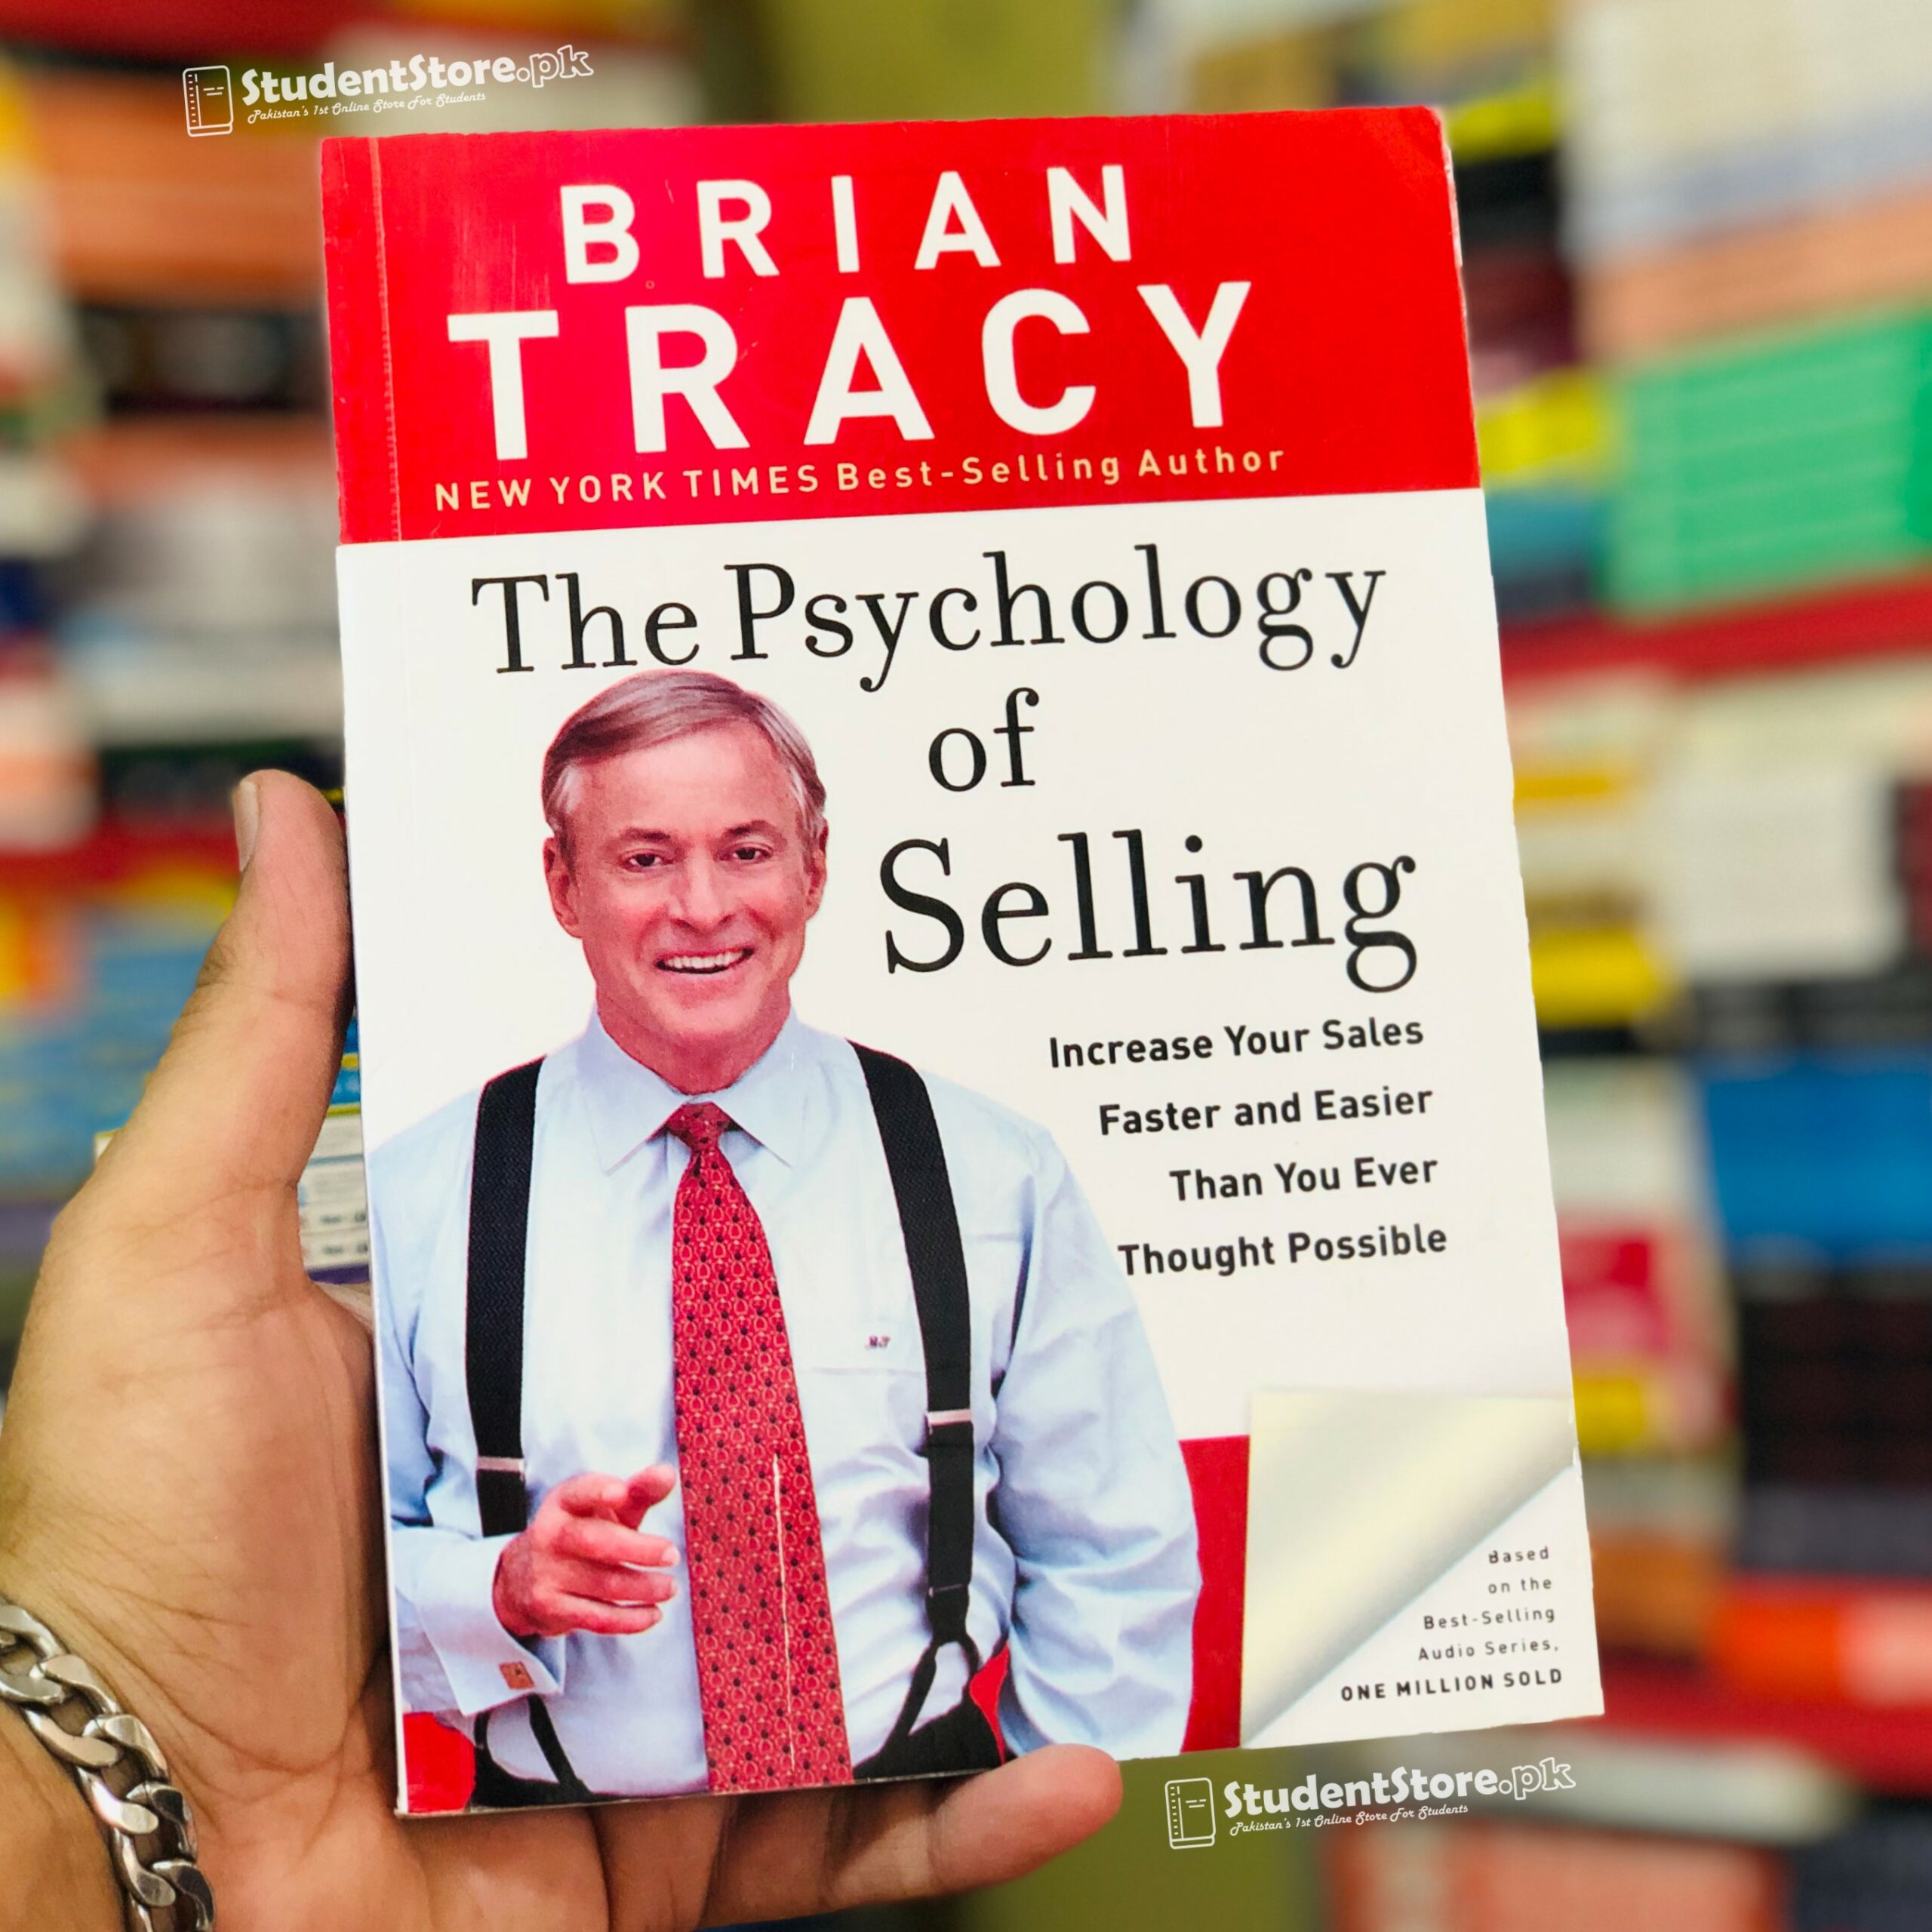 StudentStore.pk
Pakistan's 1st Online Store For Students
BRIAN
TRACY
NEW YORK TIMES Best-Selling Author
The Psychology
of
Selling
Increase Your Sales
Faster and Easier
Than You Ever
Thought Possible
Based
on the
Best-Selling
Audio Series,
ONE MILLION SOLD
StudentStore.pk
Pakistan's 1st Online Store For Students